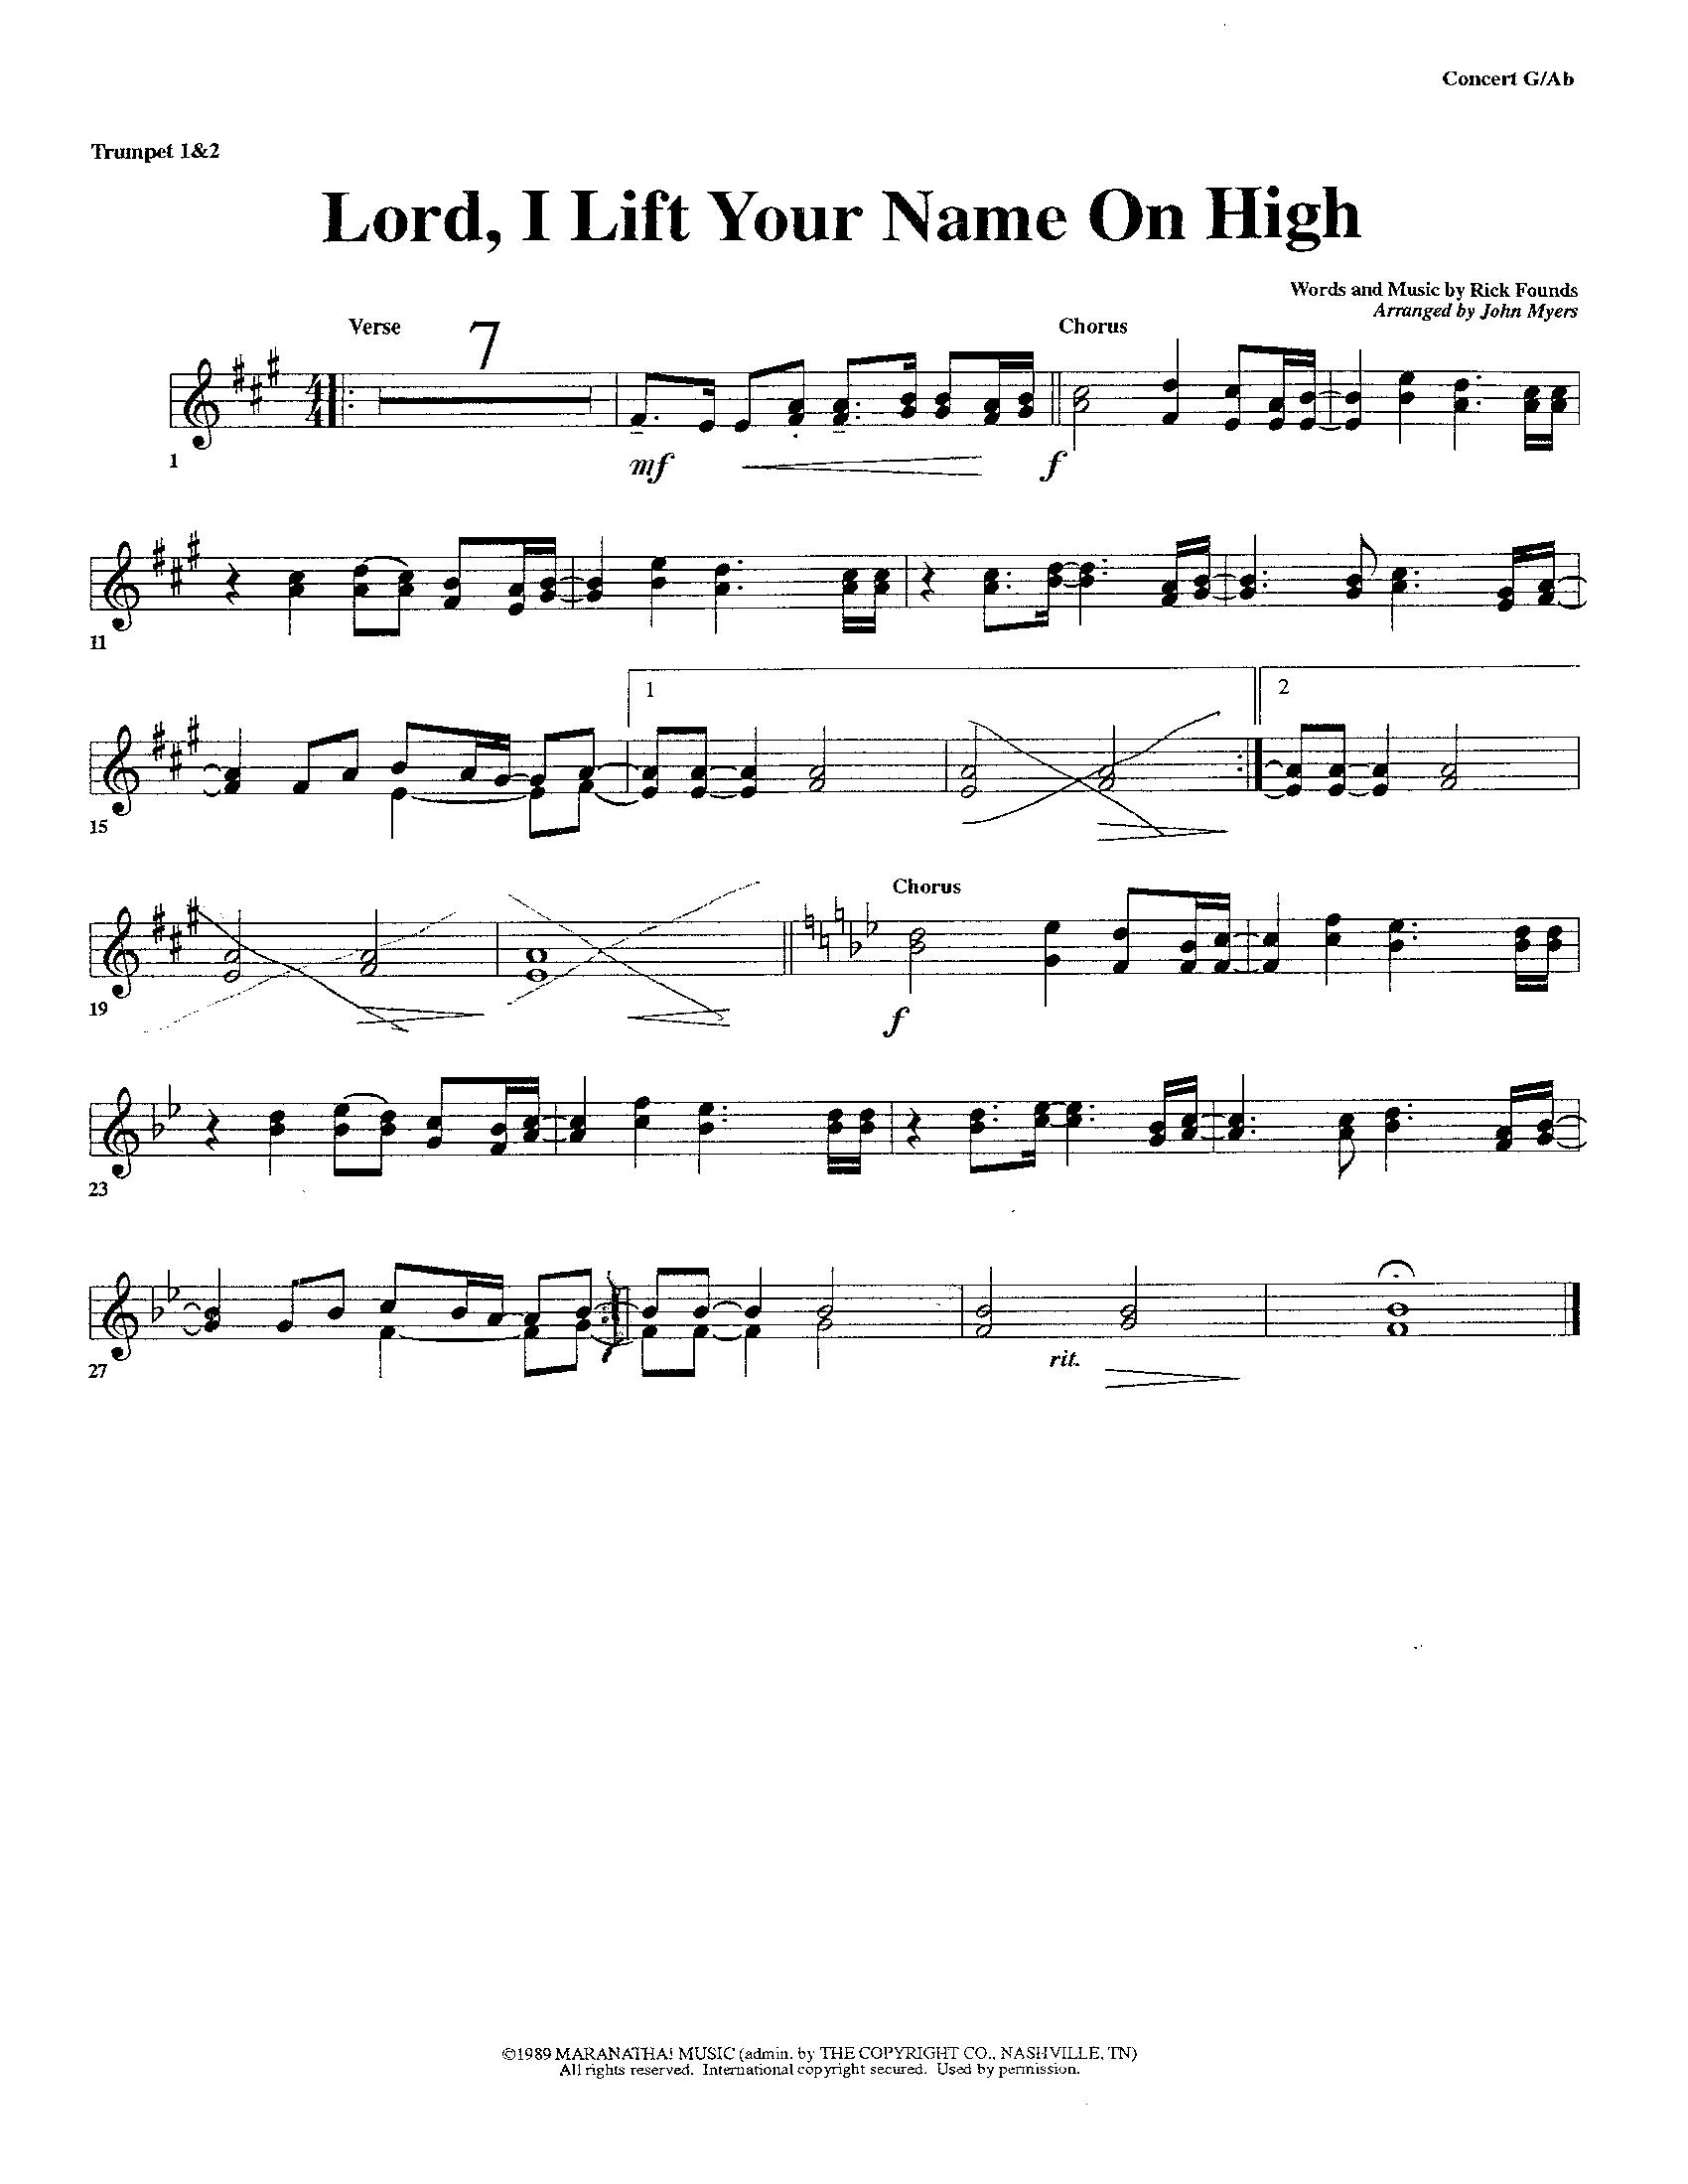 Concert G/Ab
Trumpet 1&2
Lord, I Lift Your Name On High
Words and Music by Rick Founds
Arranged by John Myers
Verse
7
Chorus
4
4
1
mf
f
11
1
2
15
Chorus
19
f
23
27
rit.
©1989 MARANATHA! MUSIC (admin. by THE COPYRIGHT CO., NASHVILLE, TN)
All rights reserved. International copyright secured. Used by permission.